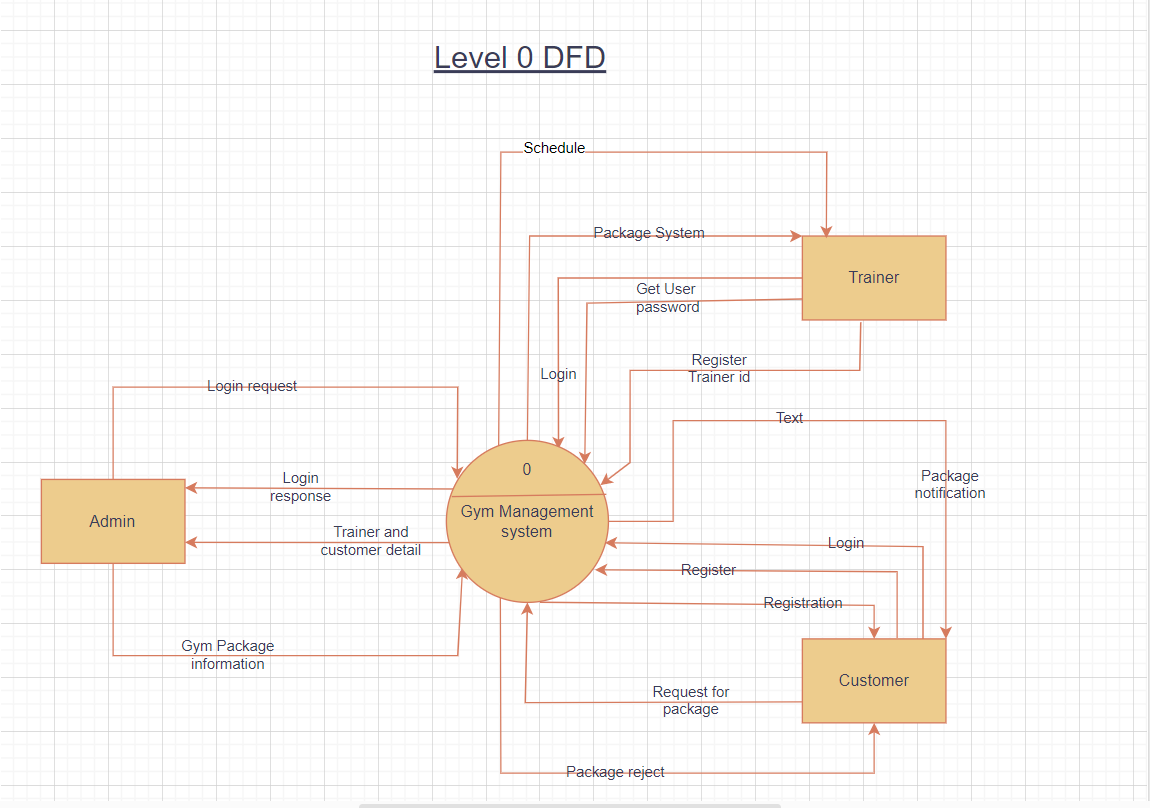 Level 0 DFD
Schedule
Package System
Trainer
Get User
password
Login
Register
Trainer id
Login request
Text
0
Gym Management
system
Package
notification
Login
response
Admin
Trainer and
customer detail
Login
Register
Registration
Gym Package
information
Customer
Request for
package
Package reject